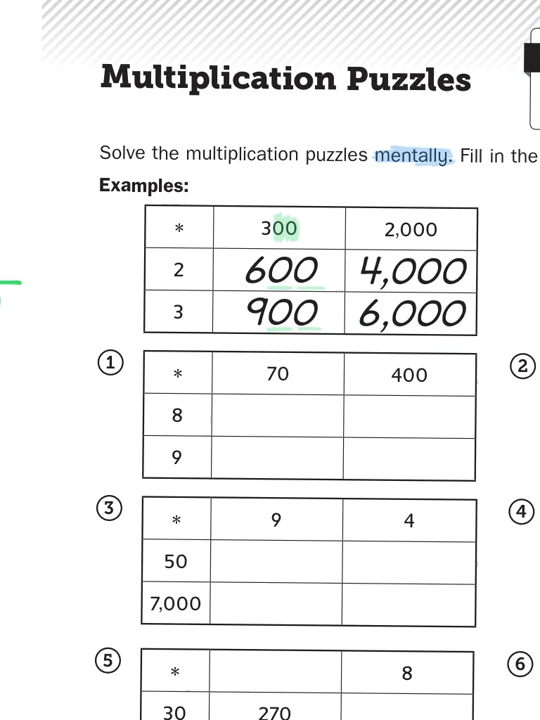 Multiplication Puzzles
Solve the multiplication puzzles mentally. Fill in the
Examples:
* 300 2,000
2 600 4,000
3 900 6,000
1 2
* 70 400
8
9
3 4
* 9 4
50
7,000
5 6
* 8
30 270